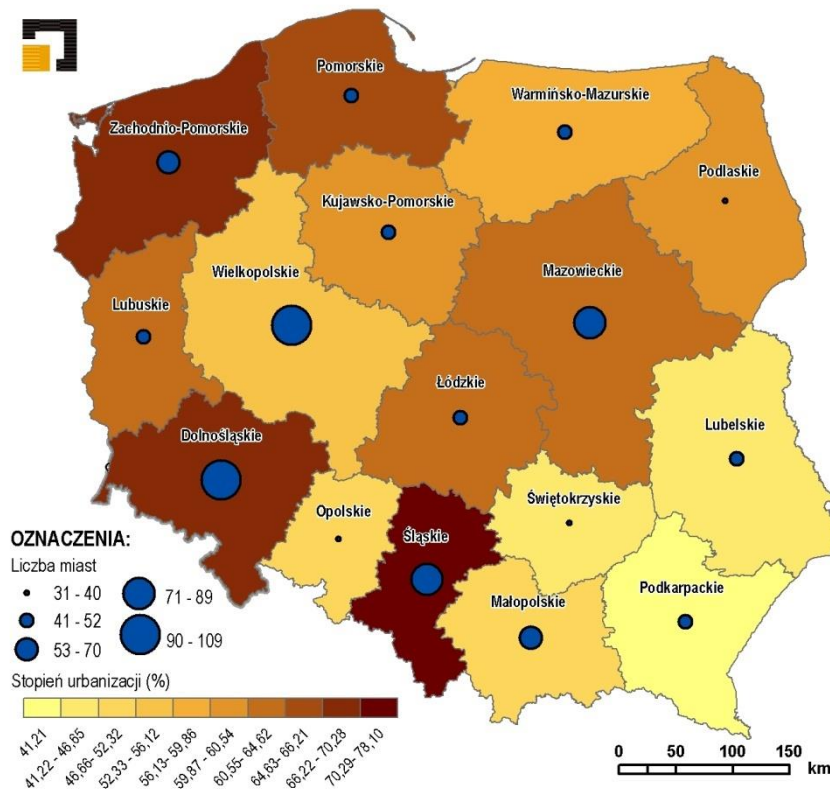 Pomorskie
Warmińsko-Mazurskie
Zachodnio-Pomorskie
Podlaskie
Kujawsko-Pomorskie
Wielkopolskie
Mazowieckie
Lubuskie
Łódzkie
Lubelskie
Dolnośląskie
Opolskie
Śląskie
Świętokrzyskie
Małopolskie
Podkarpackie
OZNACZENIA:
Liczba miast
31 - 40
41 - 52
53 - 70
71 - 89
90 - 109
Stopień urbanizacji (%)
41,21
41,22 - 46,65
46,66 - 52,32
52,33 - 56,12
56,13- 59,86
59,87 - 60,54
60,55- 64,62
64,63- 66,21
66,22 - 70,28
70,29- 78,10
0 50 100 150
km